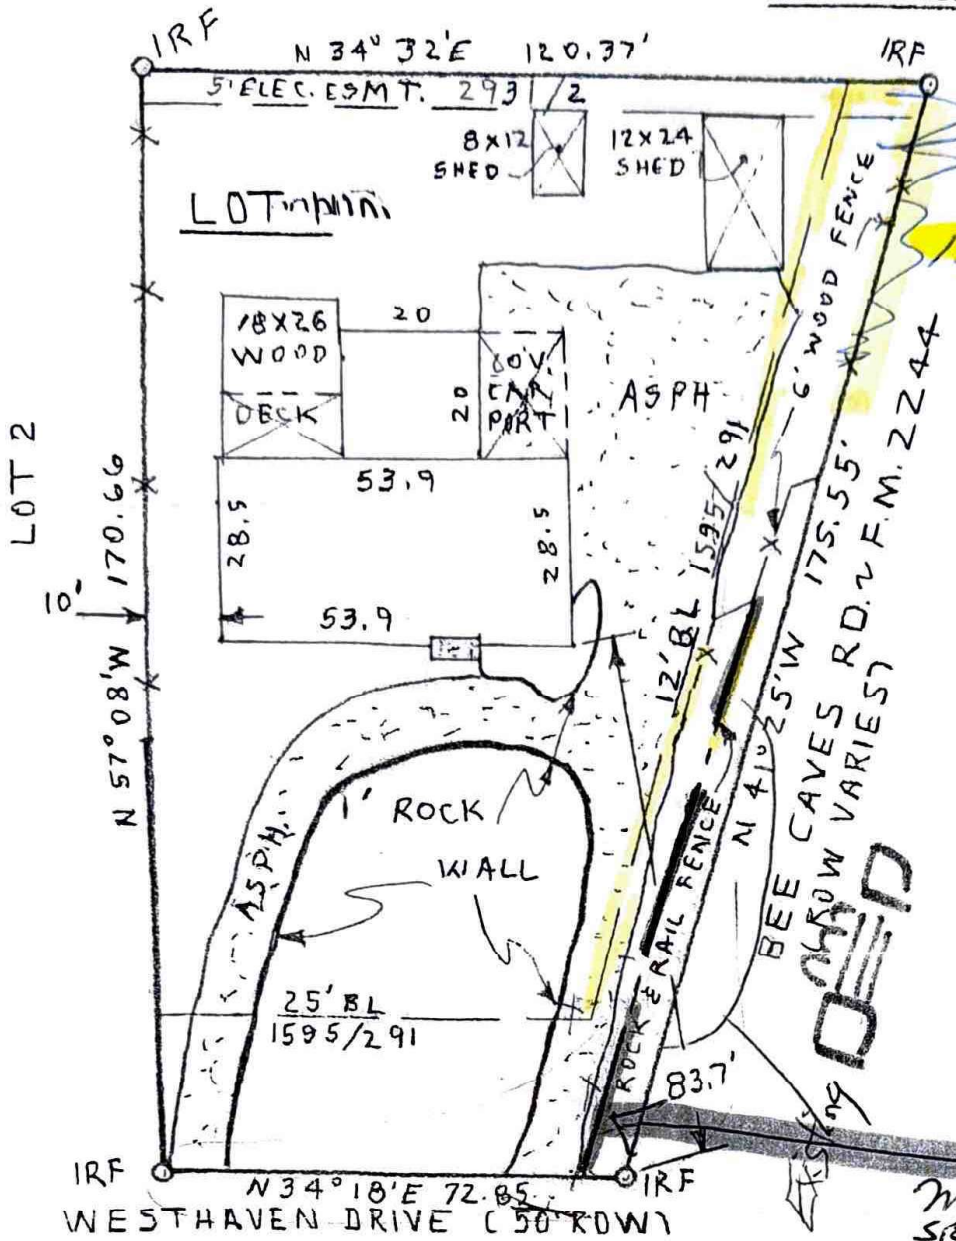 IRF
N 34° 32'E 120.37'
IRF
5' ELEC. ESMT. 293 / 2
8X12
SHED
12X24
SHED
LOT
6' WOOD FENCE
18X26
WOOD
DECK
20
20
COV.
CAR
PORT
ASPH
LOT 2
53.9
28.5
28.5
10'
53.9
12' BL 1595/291
N 57° 08'W 170.66
N 41° 25'W 175.55'
BEE CAVES RD. ~ F.M. 2244
(ROW VARIES)
ROCK
WALL
ASPH.
1'
ROCK & RAIL FENCE
25' BL
1595/291
83.7'
IRF
N 34° 18'E 72.85
IRF
WESTHAVEN DRIVE (50' ROW)